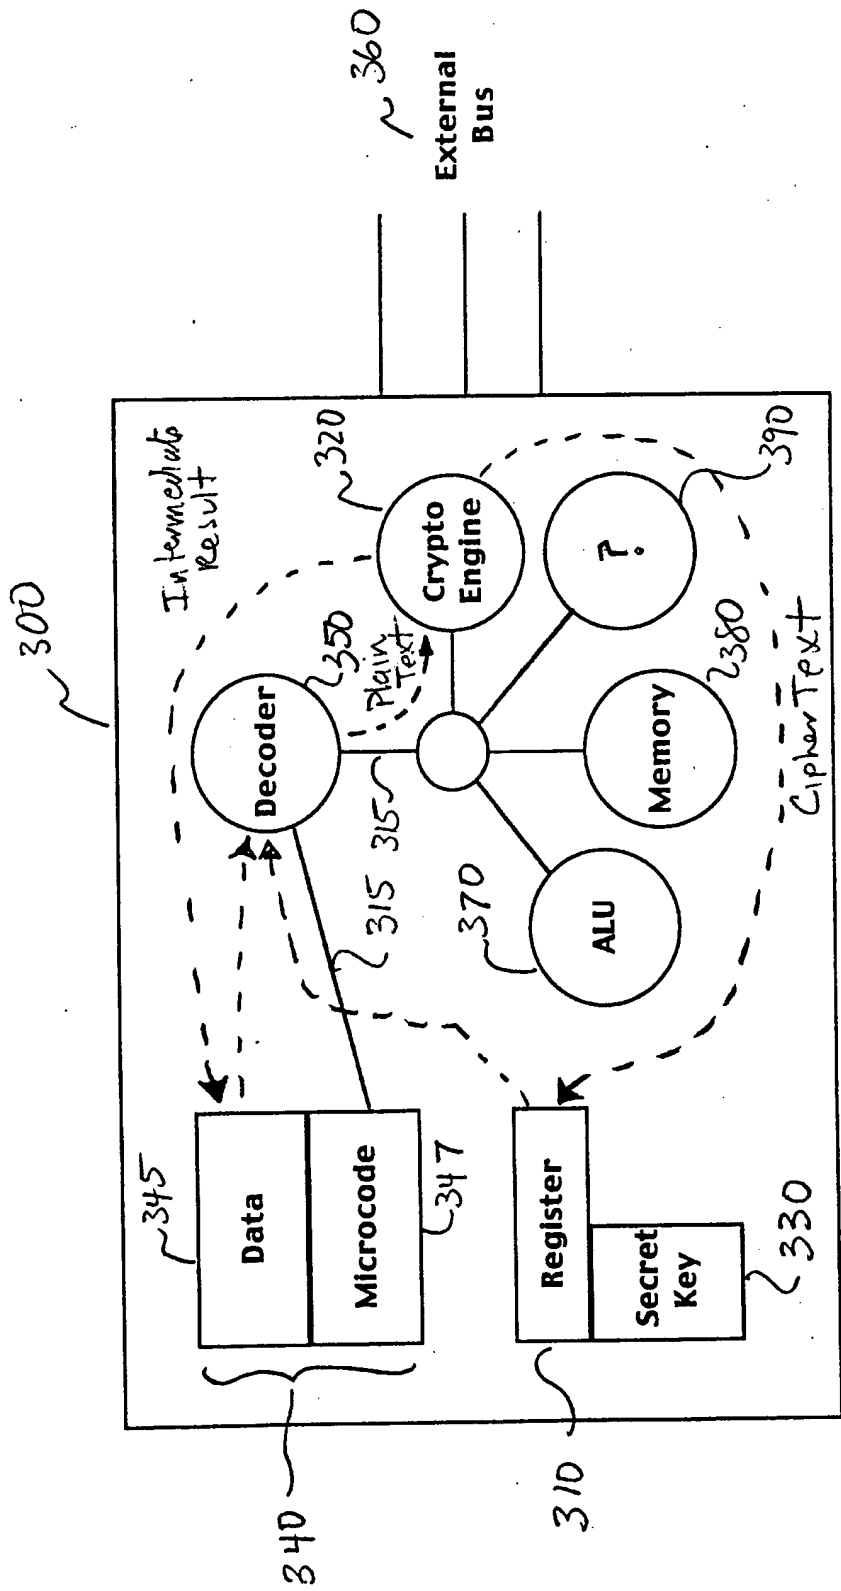 300
Intermediate
Result
345
Data
Microcode
347
340
Decoder
350
Plain
Text
315
315
Crypto
Engine
320
360
External
Bus
?
390
Memory
380
ALU
370
Cipher Text
Register
310
Secret
Key
330